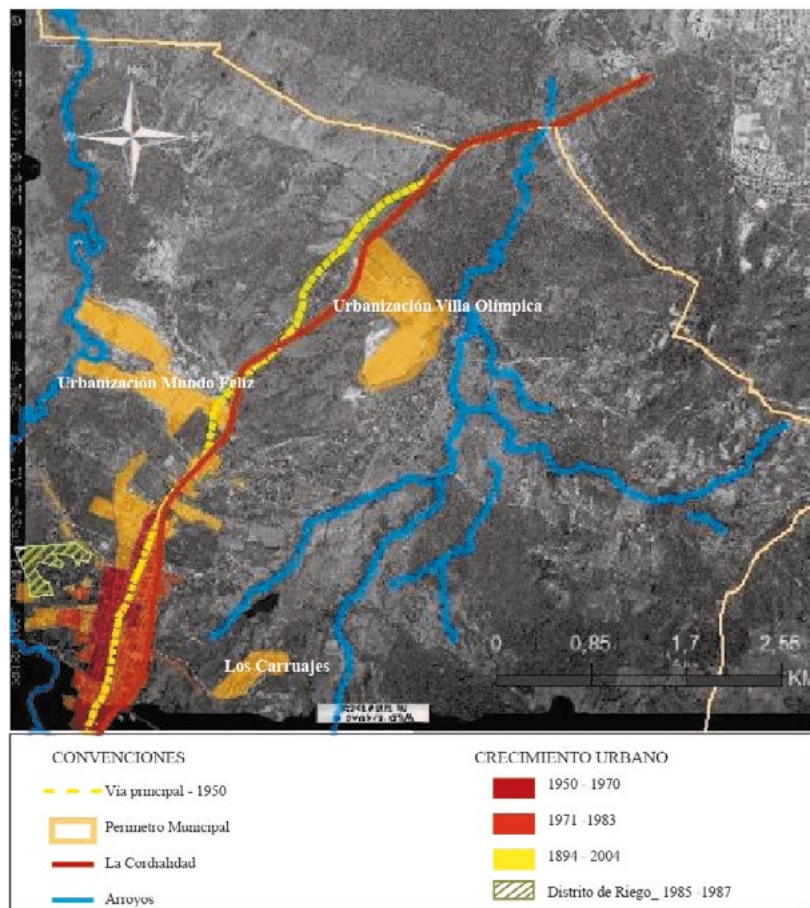 Urbanización Villa Olímpica
Urbanización Mundo Feliz
Los Carruajes
0 0,85 1,7 2,55
KM
CONVENCIONES
Vía principal - 1950
Perimetro Municipal
La Cordialidad
Arroyos
CRECIMIENTO URBANO
1950 - 1970
1971 -1983
1894 - 2004
Distrito de Riego_ 1985 -1987